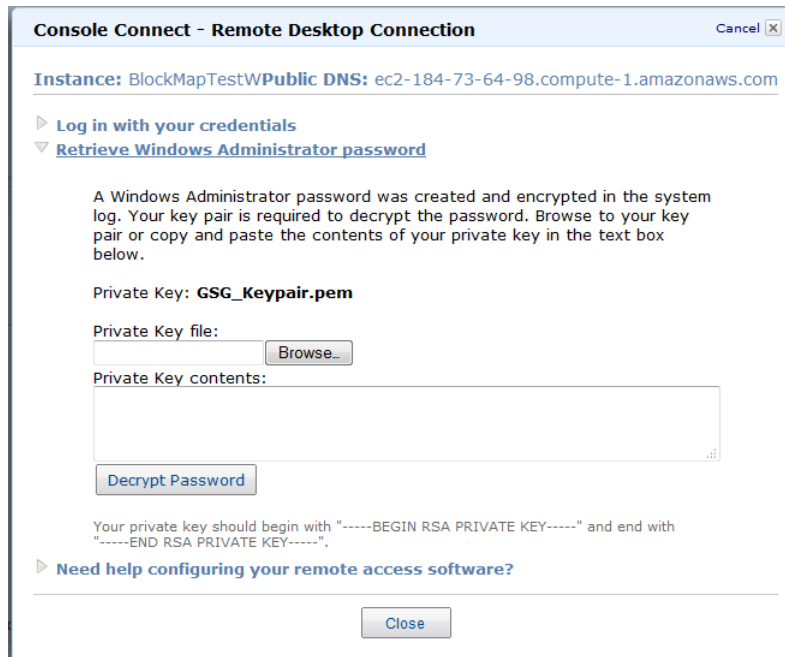 Console Connect - Remote Desktop Connection
Cancel
Instance: BlockMapTestWPublic DNS: ec2-184-73-64-98.compute-1.amazonaws.com
Log in with your credentials
Retrieve Windows Administrator password
A Windows Administrator password was created and encrypted in the system
log. Your key pair is required to decrypt the password. Browse to your key
pair or copy and paste the contents of your private key in the text box
below.
Private Key: GSG_Keypair.pem
Private Key file:
Browse…
Private Key contents:
Decrypt Password
Your private key should begin with "-----BEGIN RSA PRIVATE KEY-----" and end with
"-----END RSA PRIVATE KEY-----".
Need help configuring your remote access software?
Close